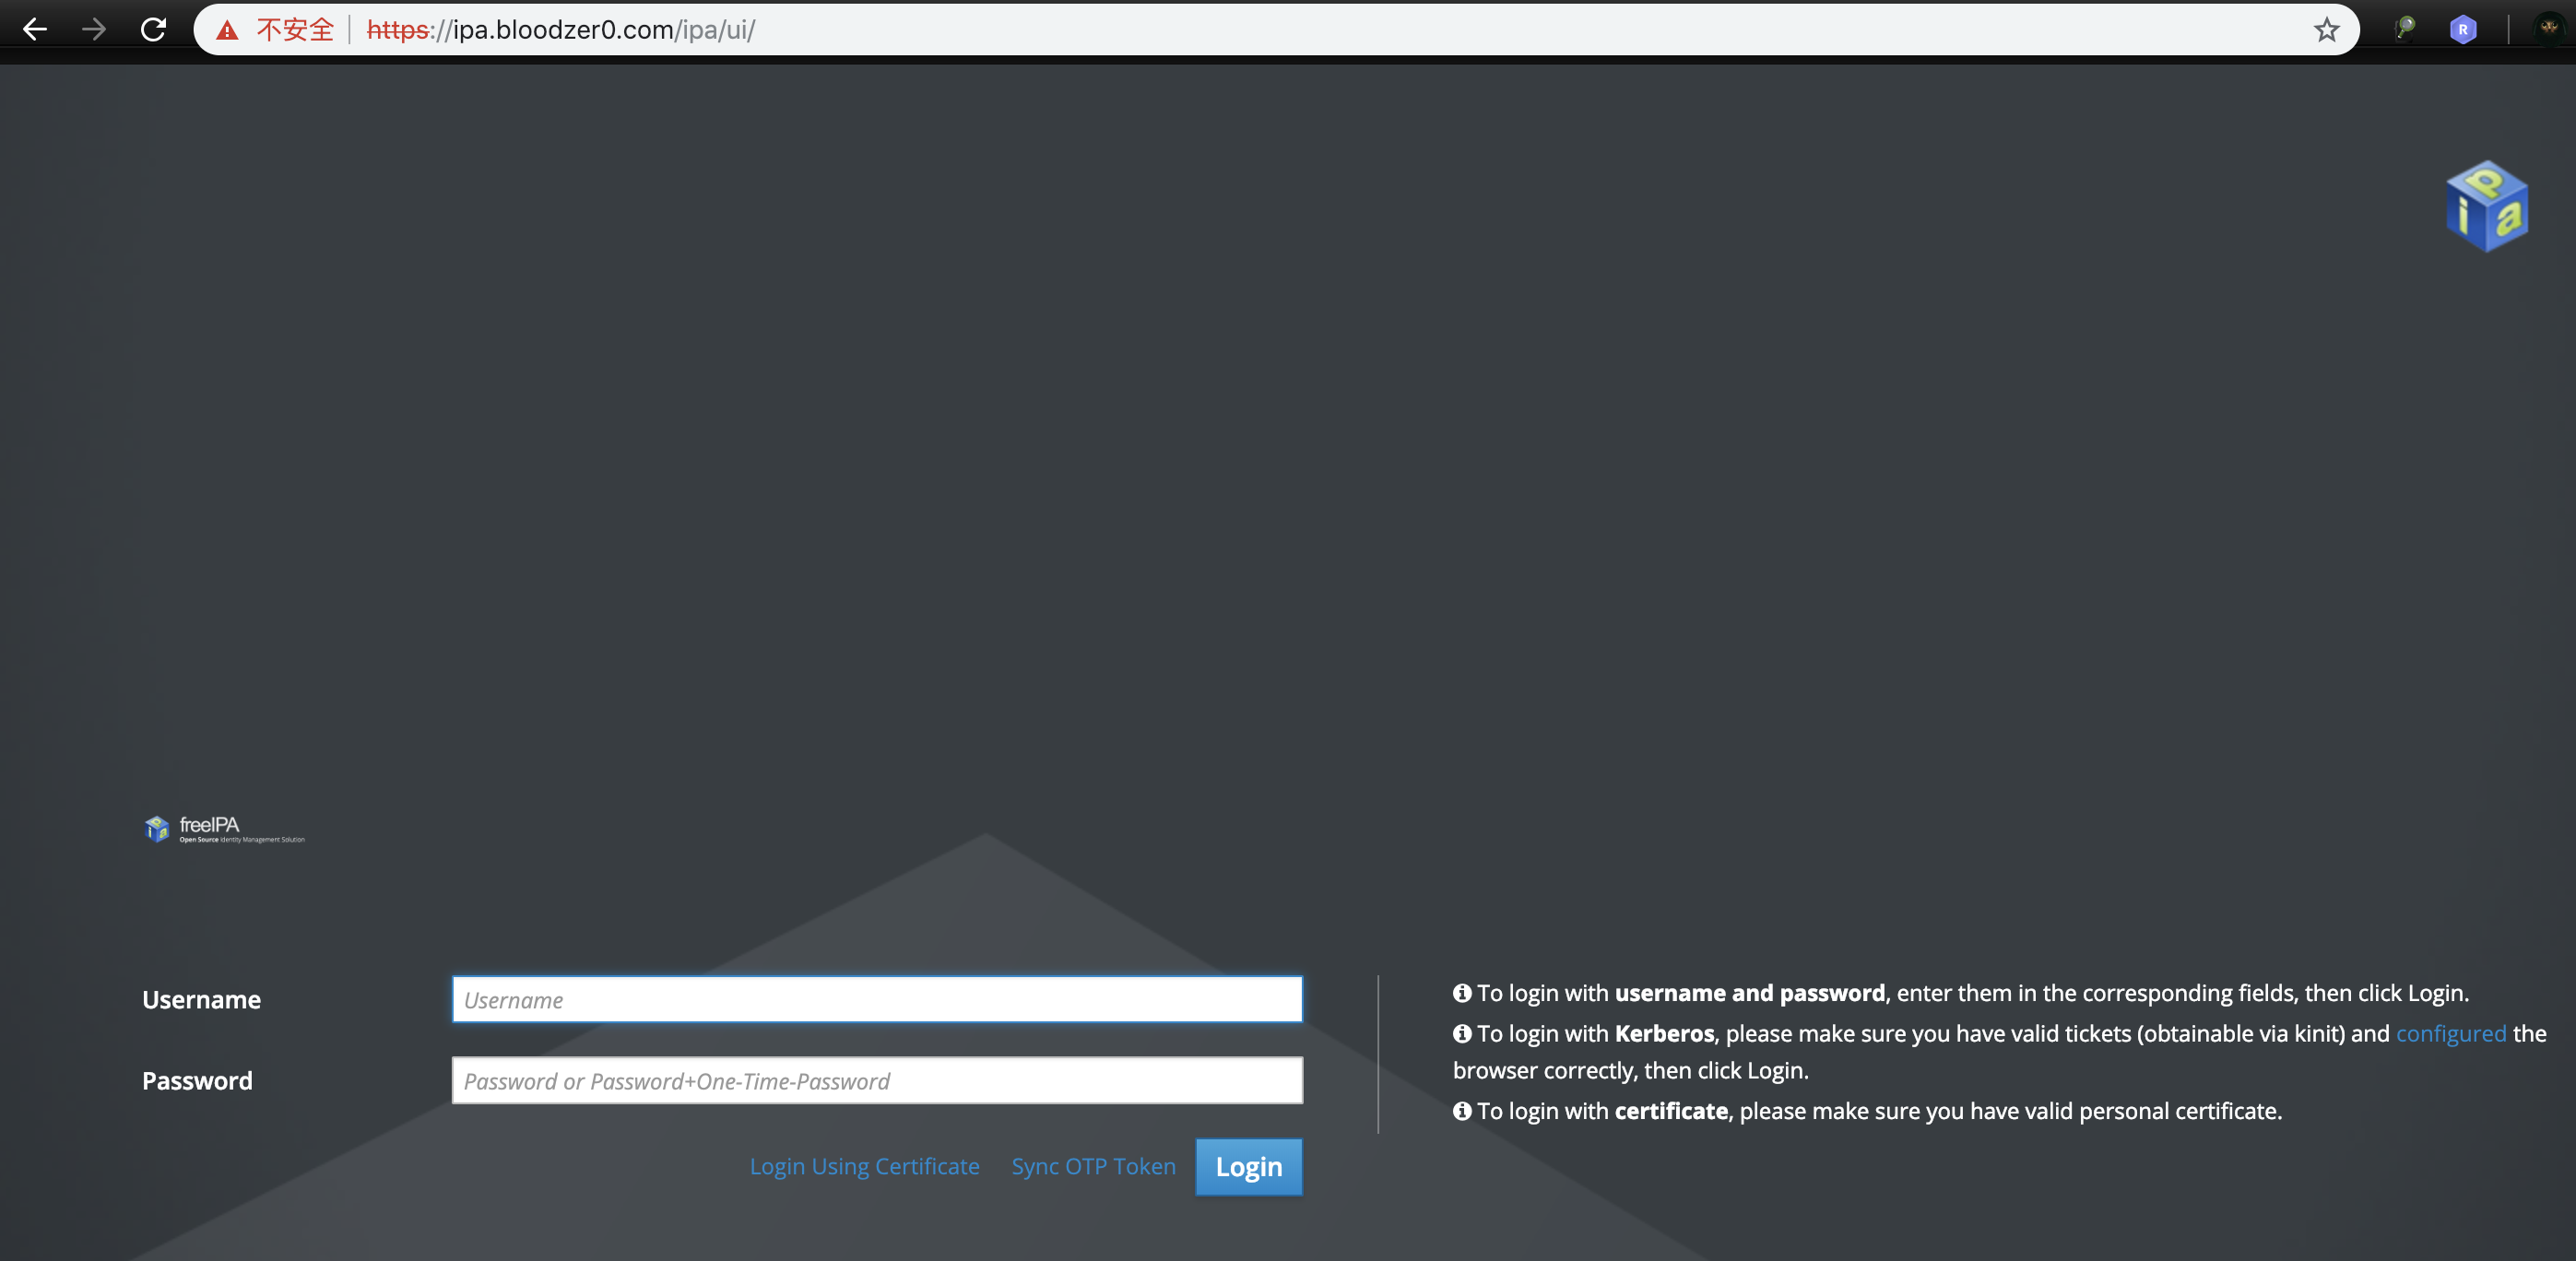 不安全 https://ipa.bloodzer0.com/ipa/ui/
R
ipa
ipa freeIPA
Open Source Identity Management Solution
Username
Username
Password
Password or Password+One-Time-Password
Login Using Certificate
Sync OTP Token
Login
To login with username and password, enter them in the corresponding fields, then click Login.
To login with Kerberos, please make sure you have valid tickets (obtainable via kinit) and configured the
browser correctly, then click Login.
To login with certificate, please make sure you have valid personal certificate.